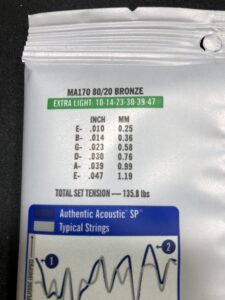 MA170 80/20 BRONZE
EXTRA LIGHT: 10-14-23-30-39-47
INCH MM
E- .010 0.25
B- .014 0.36
G- .023 0.58
D- .030 0.76
A- .039 0.99
E- .047 1.19
TOTAL SET TENSION — 135.8 lbs
Authentic Acoustic SP™
Typical Strings
1
2